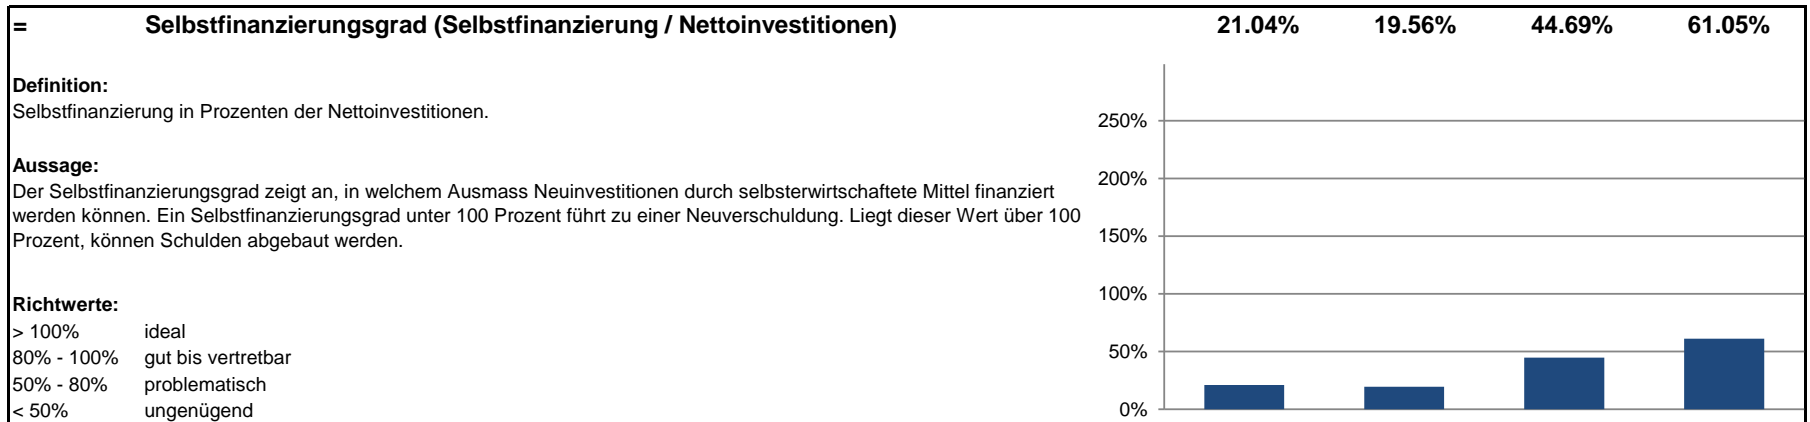 = Selbstfinanzierungsgrad (Selbstfinanzierung / Nettoinvestitionen) 21.04% 19.56% 44.69% 61.05%
Definition:
Selbstfinanzierung in Prozenten der Nettoinvestitionen.
Aussage:
Der Selbstfinanzierungsgrad zeigt an, in welchem Ausmass Neuinvestitionen durch selbsterwirtschaftete Mittel finanziert
werden können. Ein Selbstfinanzierungsgrad unter 100 Prozent führt zu einer Neuverschuldung. Liegt dieser Wert über 100
Prozent, können Schulden abgebaut werden.
Richtwerte:
> 100% ideal
80% - 100% gut bis vertretbar
50% - 80% problematisch
< 50% ungenügend
250%
200%
150%
100%
50%
0%